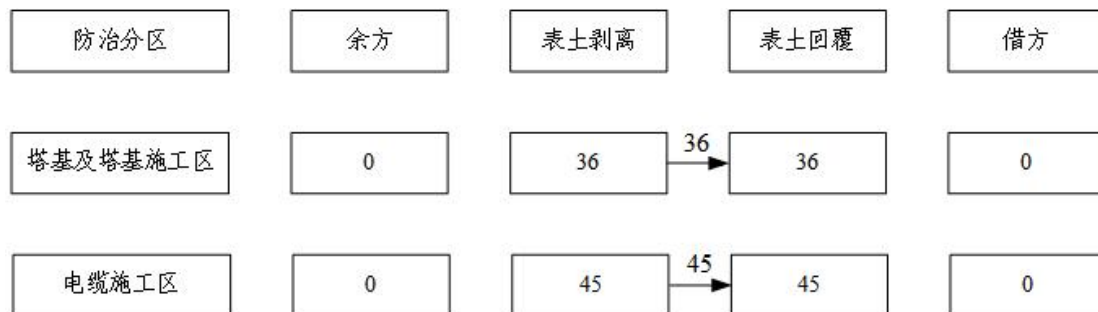 防治分区 余方 表土剥离 表土回覆 借方
36
塔基及塔基施工区 0 36 36 0
45
电缆施工区 0 45 45 0